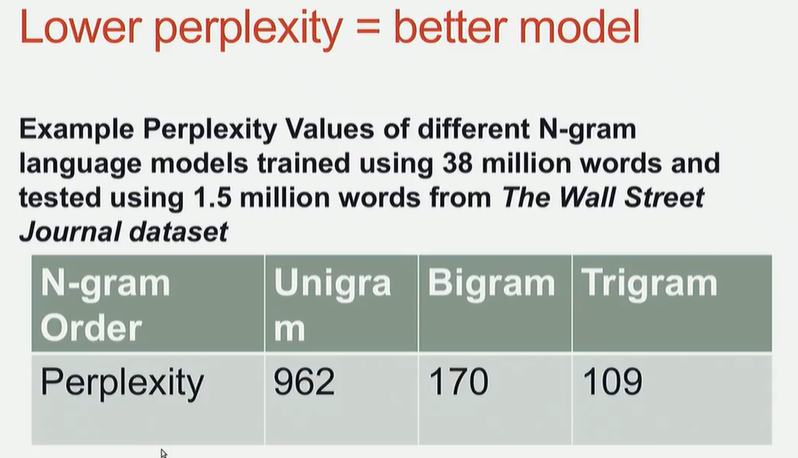 Lower perplexity = better model
Example Perplexity Values of different N-gram
language models trained using 38 million words and
tested using 1.5 million words from The Wall Street
Journal dataset
N-gram Order Unigram Bigram Trigram
Perplexity 962 170 109